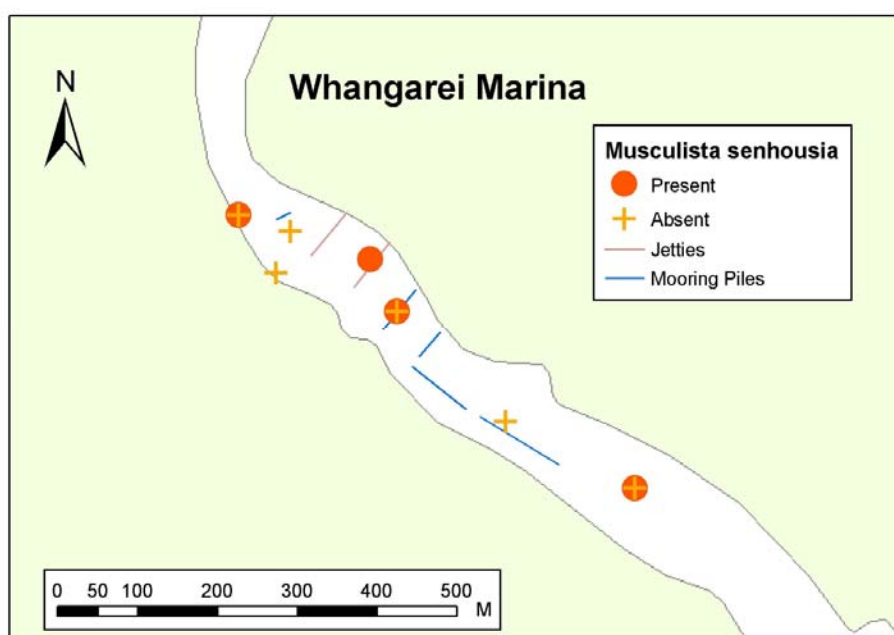 Whangarei Marina
N
Musculista senhousia
Present
Absent
Jetties
Mooring Piles
0 50 100 200 300 400 500
M